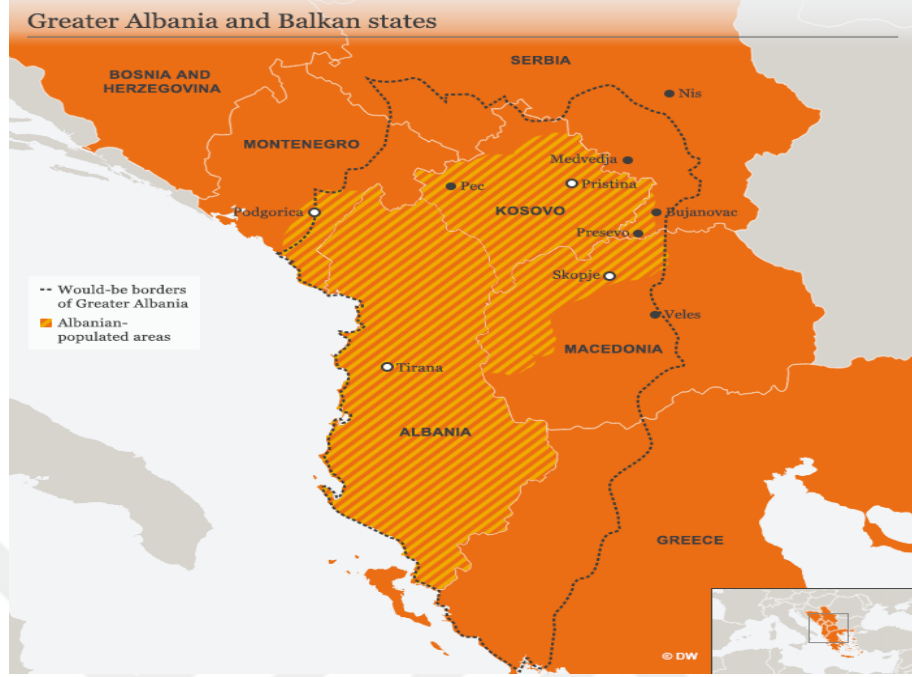 Greater Albania and Balkan states
SERBIA
BOSNIA AND
HERZEGOVINA
Nis
MONTENEGRO
Medvedja
Pec
Pristina
Podgorica
KOSOVO
Bujanovac
Presevo
Skopje
Would-be borders
of Greater Albania
Albanian-
populated areas
Veles
MACEDONIA
Tirana
ALBANIA
GREECE
© DW